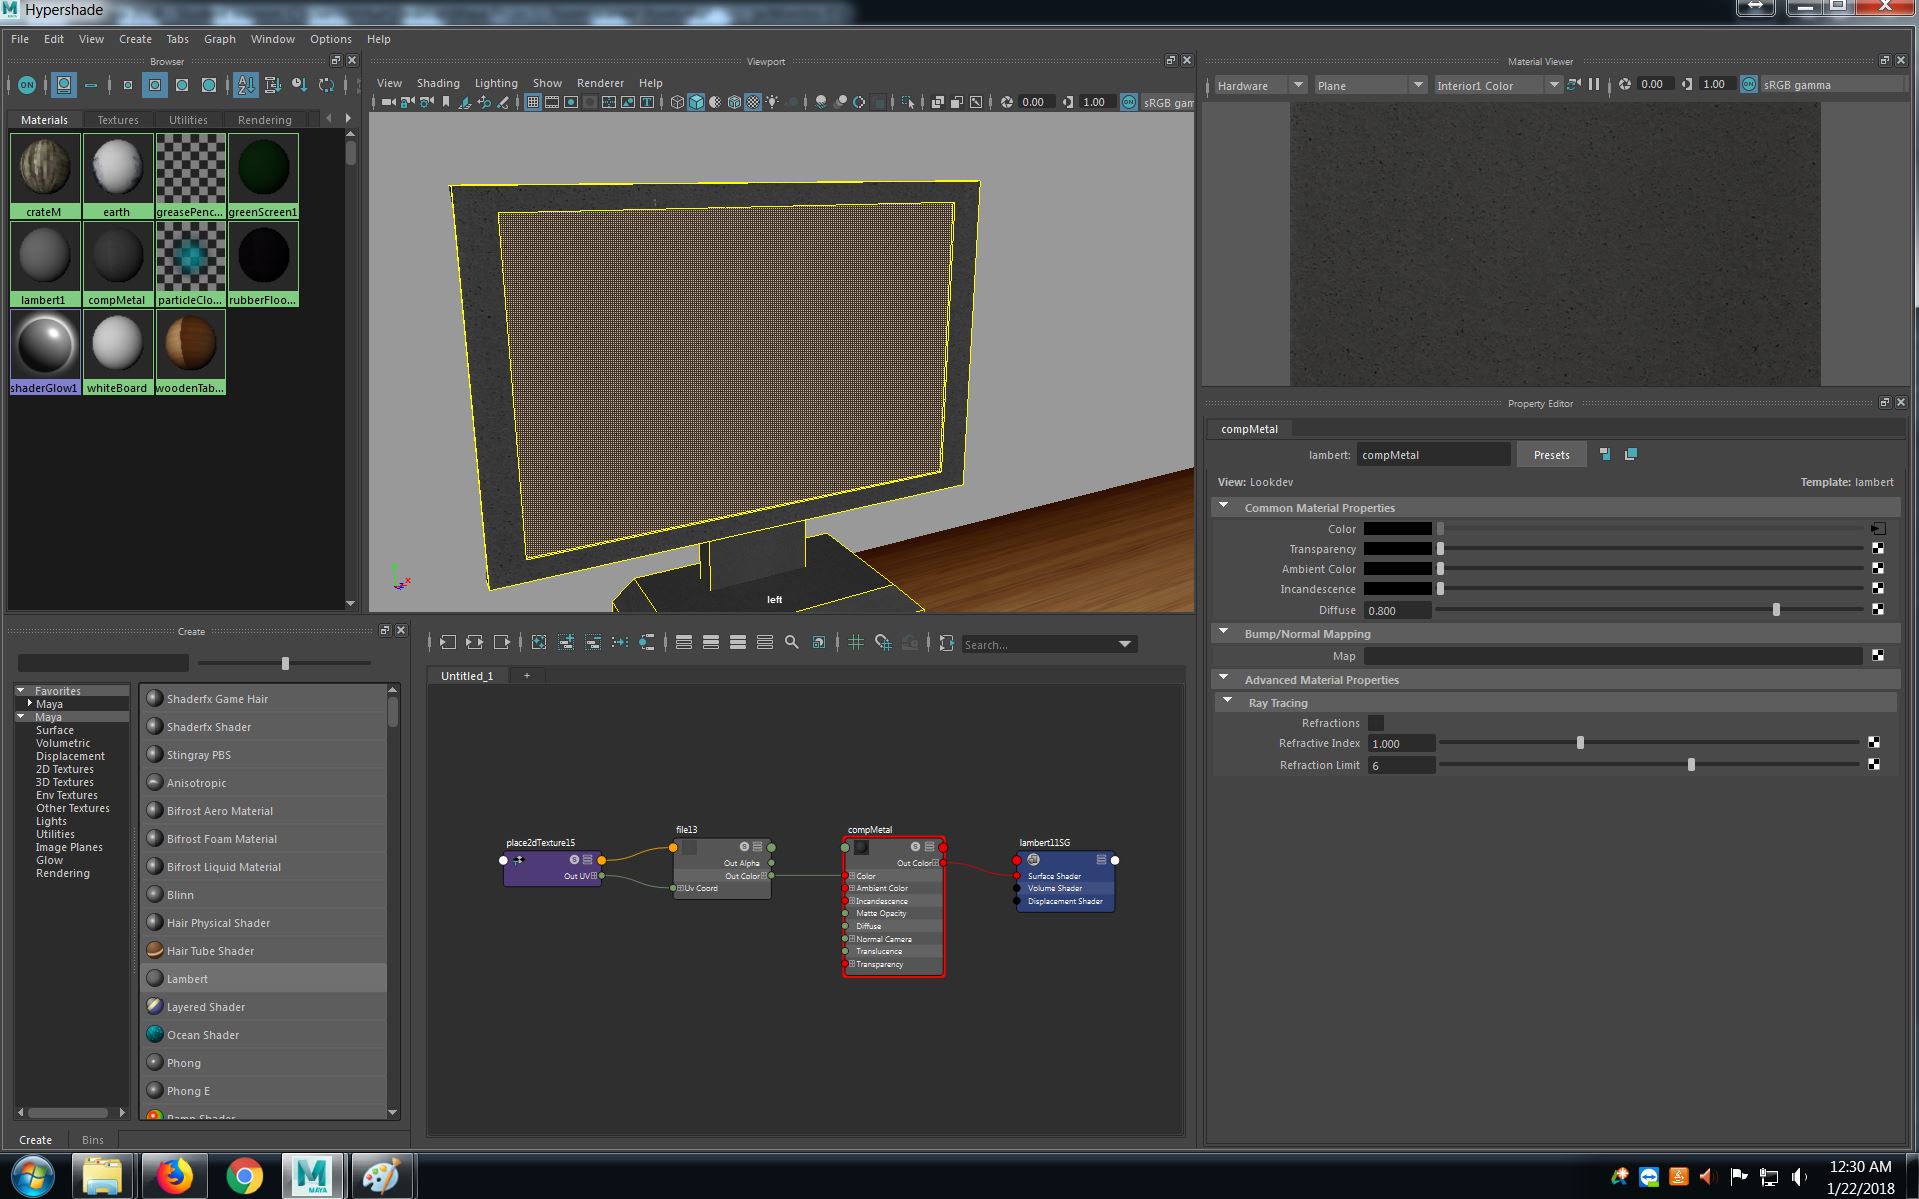 Hypershade
File Edit View Create Tabs Graph Window Options Help
Browser
ON
Materials Textures Utilities Rendering
crateM earth greasePenc... greenScreen1
lambert1 compMetal particleClo... rubberFloo...
shaderGlow1 whiteBoard woodenTab...
Viewport
View Shading Lighting Show Renderer Help
0.00 1.00 sRGB gam
left
Material Viewer
Hardware Plane Interior1 Color 0.00 1.00 sRGB gamma
Property Editor
compMetal
lambert: compMetal Presets
View: Lookdev Template: lambert
Common Material Properties
Color
Transparency
Ambient Color
Incandescence
Diffuse 0.800
Bump/Normal Mapping
Map
Advanced Material Properties
Ray Tracing
Refractions
Refractive Index 1.000
Refraction Limit 6
Create
Favorites
Maya
Maya
Surface
Volumetric
Displacement
2D Textures
3D Textures
Env Textures
Other Textures
Lights
Utilities
Image Planes
Glow
Rendering
Shaderfx Game Hair
Shaderfx Shader
Stingray PBS
Anisotropic
Bifrost Aero Material
Bifrost Foam Material
Bifrost Liquid Material
Blinn
Hair Physical Shader
Hair Tube Shader
Lambert
Layered Shader
Ocean Shader
Phong
Phong E
Ramp Shader
Create Bins
Search...
Untitled_1 +
place2dTexture15
Out UV
file13
Out Alpha
Out Color
Uv Coord
compMetal
Out Color
Color
Ambient Color
Incandescence
Matte Opacity
Diffuse
Normal Camera
Translucence
Transparency
lambert11SG
Surface Shader
Volume Shader
Displacement Shader
MAYA
12:30 AM
1/22/2018